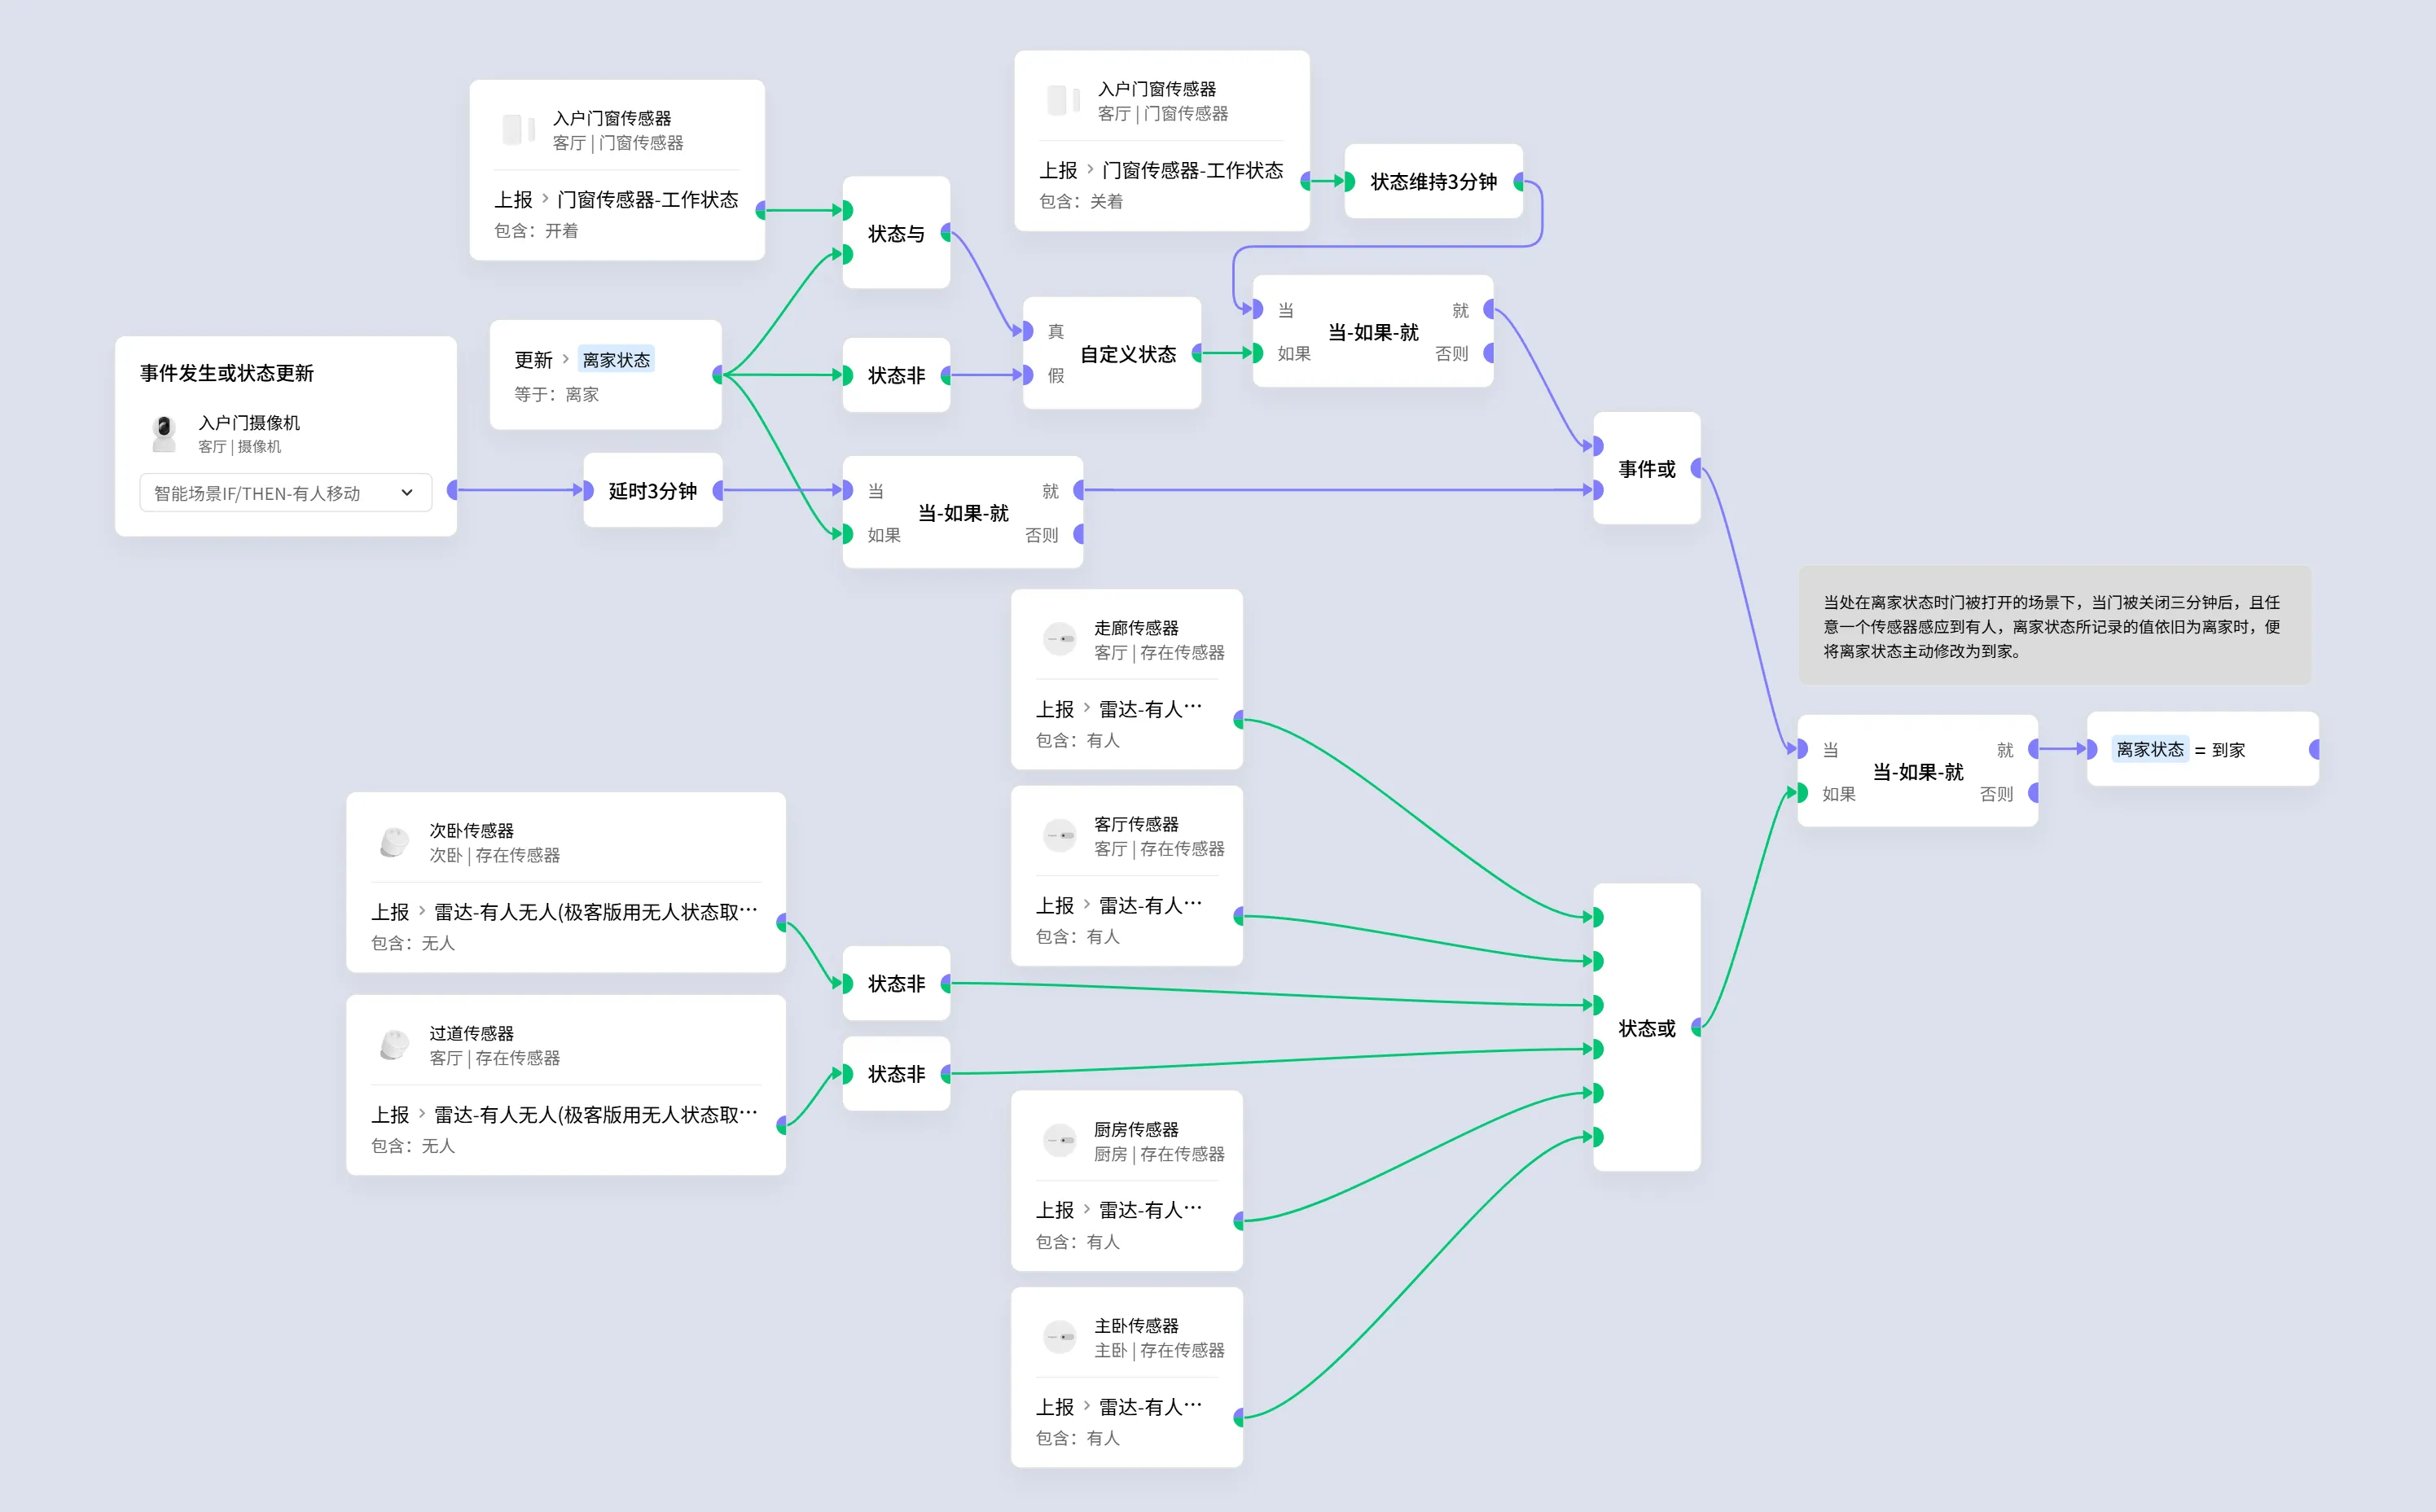 入户门窗传感器
客厅 | 门窗传感器
上报 > 门窗传感器-工作状态
包含：开着
入户门窗传感器
客厅 | 门窗传感器
上报 > 门窗传感器-工作状态
包含：关着
状态维持3分钟
状态与
当
如果
当-如果-就
就
否则
真
假
自定义状态
更新 > 离家状态
等于：离家
状态非
事件发生或状态更新
入户门摄像机
客厅 | 摄像机
智能场景IF/THEN-有人移动
延时3分钟
当
如果
当-如果-就
就
否则
事件或
当处在离家状态时门被打开的场景下，当门被关闭三分钟后，且任
意一个传感器感应到有人，离家状态所记录的值依旧为离家时，便
将离家状态主动修改为到家。
走廊传感器
客厅 | 存在传感器
上报 > 雷达-有人…
包含：有人
当
如果
当-如果-就
就
否则
离家状态 = 到家
客厅传感器
客厅 | 存在传感器
上报 > 雷达-有人…
包含：有人
次卧传感器
次卧 | 存在传感器
上报 > 雷达-有人无人(极客版用无人状态取…
包含：无人
状态非
过道传感器
客厅 | 存在传感器
上报 > 雷达-有人无人(极客版用无人状态取…
包含：无人
状态非
状态或
厨房传感器
厨房 | 存在传感器
上报 > 雷达-有人…
包含：有人
主卧传感器
主卧 | 存在传感器
上报 > 雷达-有人…
包含：有人